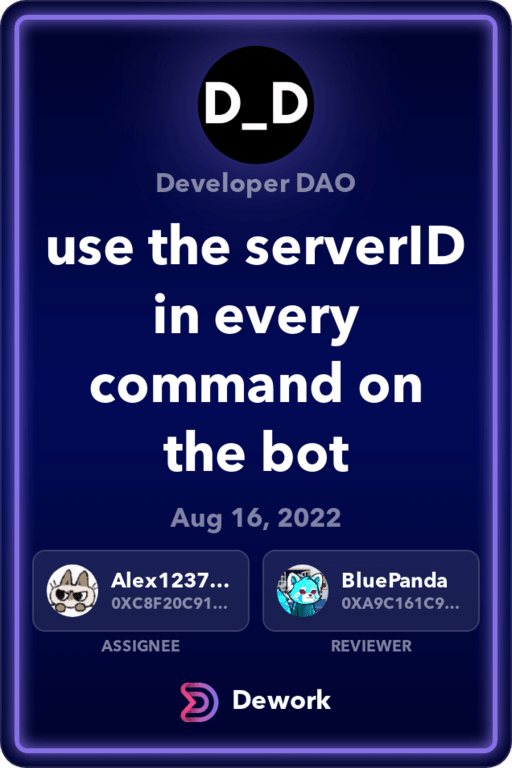 D_D
Developer DAO
use the serverID
in every
command on
the bot
Aug 16, 2022
Alex1237...
0XC8F20C91...
BluePanda
0XA9C161C9...
ASSIGNEE
REVIEWER
Dework